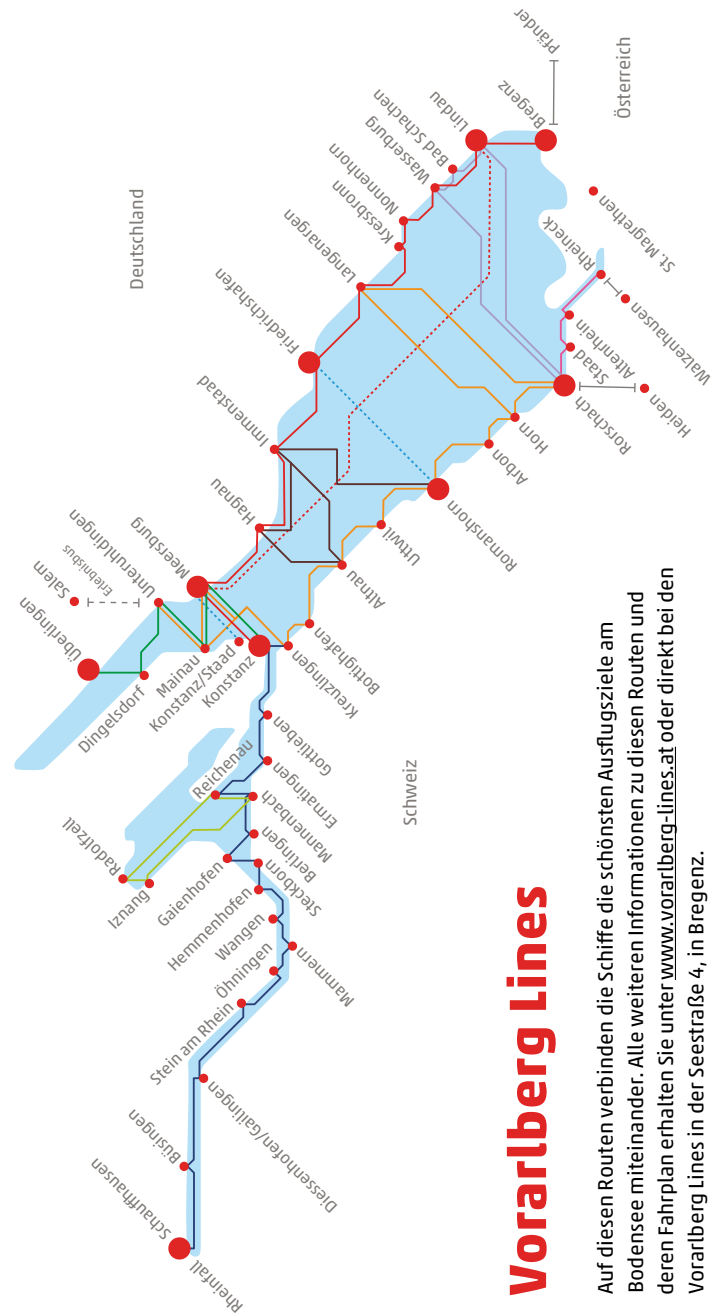 Deutschland
Österreich
Schweiz
Überlingen
Salem
Erlebnisbus
Unteruhldingen
Dingelsdorf
Mainau
Konstanz/Staad
Konstanz
Meersburg
Hagnau
Immenstaad
Friedrichshafen
Langenargen
Kressbronn
Nonnenhorn
Wasserburg
Bad Schachen
Lindau
Bregenz
Pfänder
St. Magrethen
Rheineck
Walzenhausen
Altenrhein
Staad
Heiden
Rorschach
Horn
Arbon
Romanshorn
Uttwil
Altnau
Bottighafen
Kreuzlingen
Gottlieben
Ermatingen
Reichenau
Mannenbach
Berlingen
Radolfzell
Iznang
Gaienhofen
Steckborn
Hemmenhofen
Wangen
Mammern
Öhningen
Stein am Rhein
Diessenhofen/Gailingen
Büsingen
Schauffhausen
Rheinfall
Vorarlberg Lines
Auf diesen Routen verbinden die Schiffe die schönsten Ausflugsziele am
Bodensee miteinander. Alle weiteren Informationen zu diesen Routen und
deren Fahrplan erhalten Sie unter www.vorarlberg-lines.at oder direkt bei den
Vorarlberg Lines in der Seestraße 4, in Bregenz.